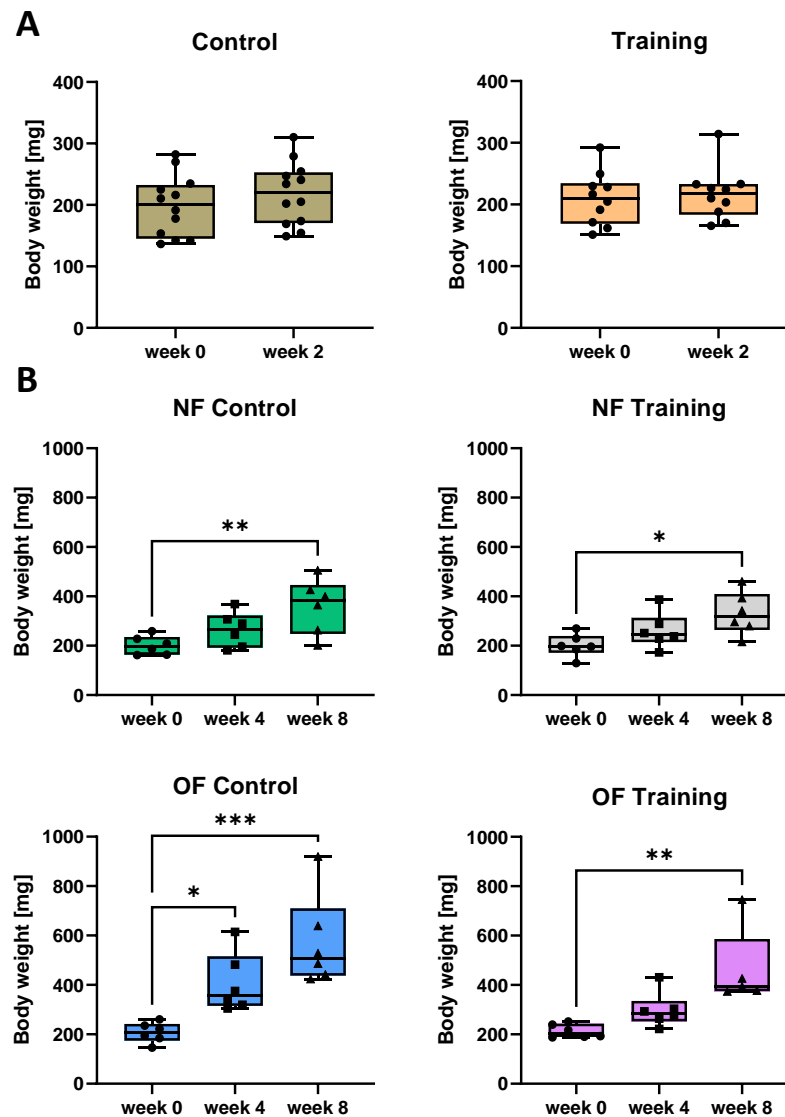 A
Control
Training
Body weight [mg]
400
300
200
100
0
week 0 week 2
Body weight [mg]
400
300
200
100
0
week 0 week 2
B
NF Control
NF Training
Body weight [mg]
1000
800
600
400
200
0
**
week 0 week 4 week 8
Body weight [mg]
1000
800
600
400
200
0
*
week 0 week 4 week 8
OF Control
OF Training
Body weight [mg]
1000
800
600
400
200
0
***
*
week 0 week 4 week 8
Body weight [mg]
1000
800
600
400
200
0
**
week 0 week 4 week 8